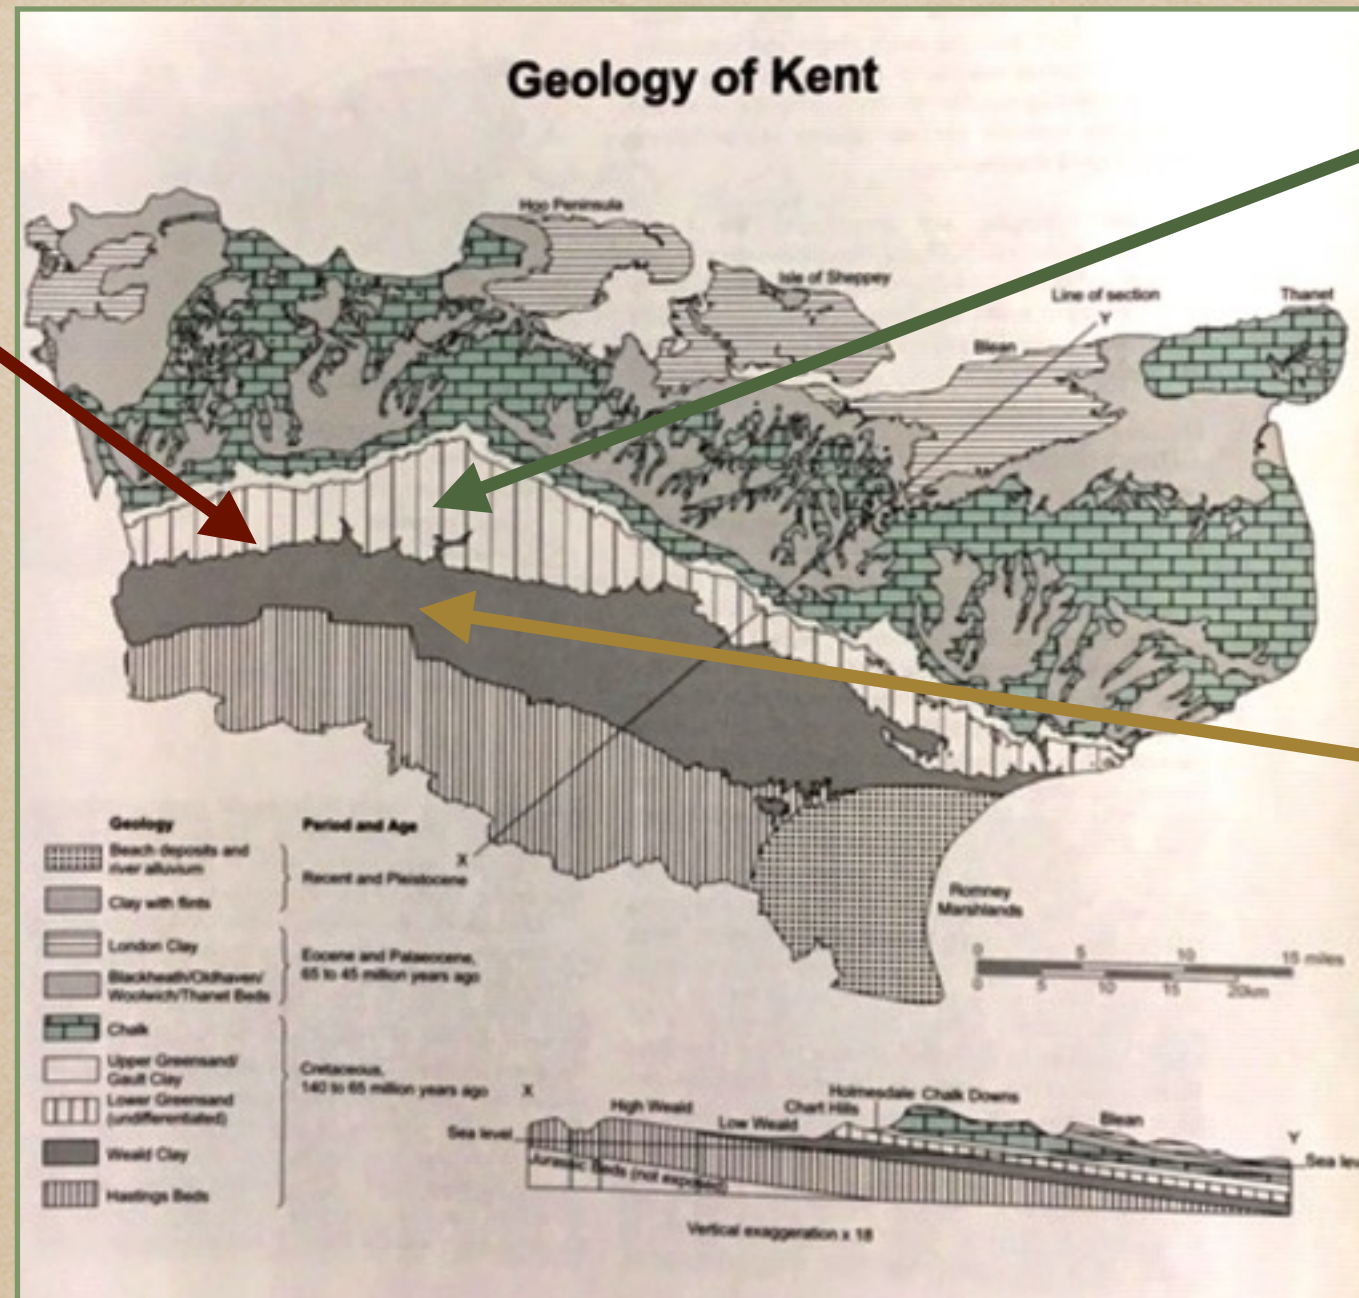 Geology of Kent
Hoo Peninsula
Isle of Sheppey
Line of section
Thanet
Y
Blean
X
Romney
Marshlands
Geology
Period and Age
Beach deposits and
river alluvium
Recent and Pleistocene
Clay with flints
London Clay
Eocene and Palaeocene,
65 to 45 million years ago
Blackheath/Oldhaven/
Woolwich/Thanet Beds
Chalk
Upper Greensand/
Gault Clay
Cretaceous,
140 to 65 million years ago
Lower Greensand
(undifferentiated)
Weald Clay
Hastings Beds
0 5 10 15 miles
0 5 10 15 20km
X
High Weald
Low Weald
Chart Hills
Holmesdale
Chalk Downs
Blean
Y
Sea level
Sea lev
Jurassic Beds (not
Vertical exaggeration x 18